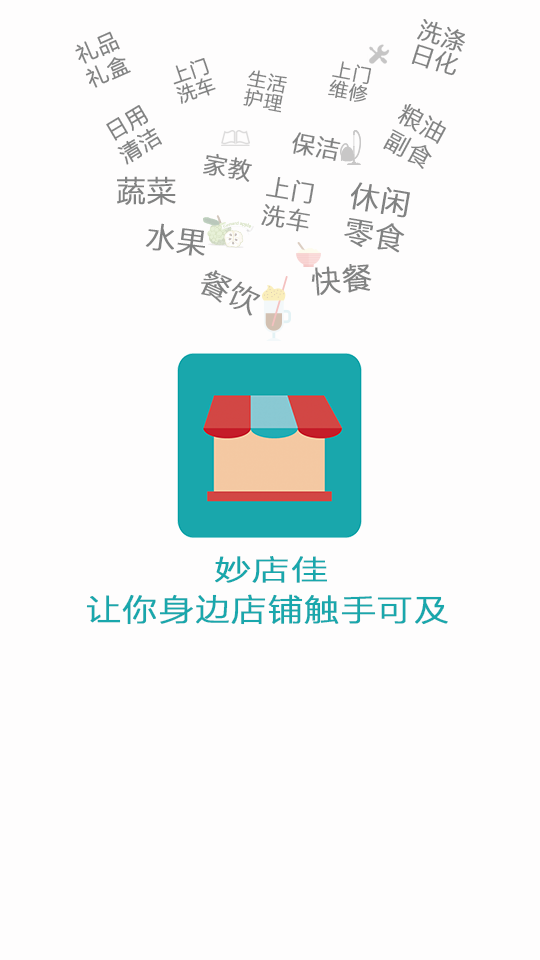 礼品
礼盒
上门
洗车
生活
护理
上门
维修
洗涤
日化
日用
清洁
家教
保洁
粮油
副食
蔬菜
上门
洗车
休闲
零食
水果
餐饮
快餐
妙店佳
让你身边店铺触手可及